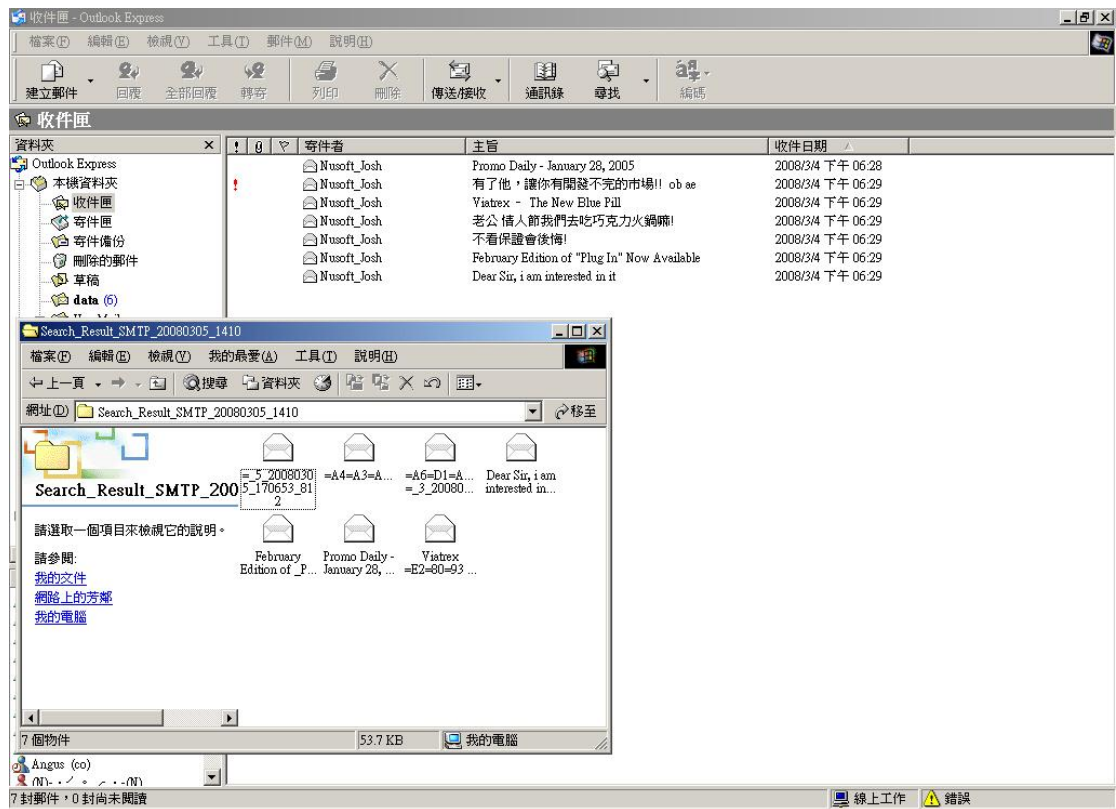 收件匣 - Outlook Express
檔案(F) 編輯(E) 檢視(V) 工具(T) 郵件(M) 說明(H)
建立郵件 回覆 全部回覆 轉寄 列印 刪除 傳送/接收 通訊錄 尋找 編碼
收件匣
資料夾 × ! 寄件者 主旨 收件日期
Outlook Express
本機資料夾
收件匣
寄件匣
寄件備份
刪除的郵件
草稿
data (6)
Nusoft_Josh Promo Daily - January 28, 2005 2008/3/4 下午 06:28
! Nusoft_Josh 有了他，讓你有開發不完的市場!! ob ae 2008/3/4 下午 06:29
Nusoft_Josh Viatrex - The New Blue Pill 2008/3/4 下午 06:29
Nusoft_Josh 老公 情人節我們去吃巧克力火鍋嘛! 2008/3/4 下午 06:29
Nusoft_Josh 不看保證會後悔! 2008/3/4 下午 06:29
Nusoft_Josh February Edition of "Plug In" Now Available 2008/3/4 下午 06:29
Nusoft_Josh Dear Sir, i am interested in it 2008/3/4 下午 06:29
Search_Result_SMTP_20080305_1410
檔案(F) 編輯(E) 檢視(V) 我的最愛(A) 工具(T) 說明(H)
上一頁 搜尋 資料夾
網址(D) Search_Result_SMTP_20080305_1410 移至
Search_Result_SMTP_200
請選取一個項目來檢視它的說明。
請參閱:
我的文件
網路上的芳鄰
我的電腦
=_5_2008030
5_170653_81
2
=A4=A3=A...
=A6=D1=A...
=_3_20080...
Dear Sir, i am
interested in...
February
Edition of _P...
Promo Daily -
January 28, ...
Viatrex
=E2=80=93 ...
7 個物件 53.7 KB 我的電腦
Angus (co)
7 封郵件，0 封尚未閱讀 線上工作 錯誤